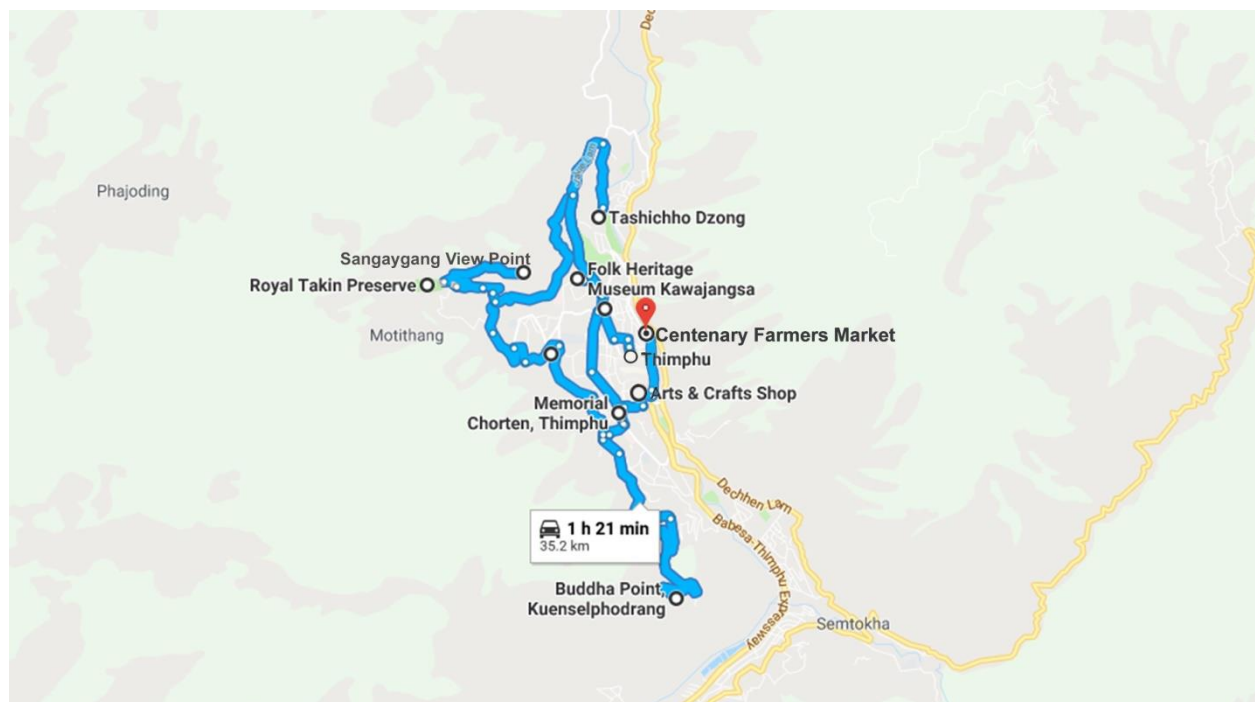 Dec
Phajoding
Tashichho Dzong
Sangaygang View Point
Royal Takin Preserve
Folk Heritage
Museum Kawajangsa
Motithang
Centenary Farmers Market
Thimphu
Arts & Crafts Shop
Memorial
Chorten, Thimphu
Dechhen Lam
Babesa-Thimphu Expressway
1 h 21 min
35.2 km
Buddha Point,
Kuenselphodrang
Semtokha